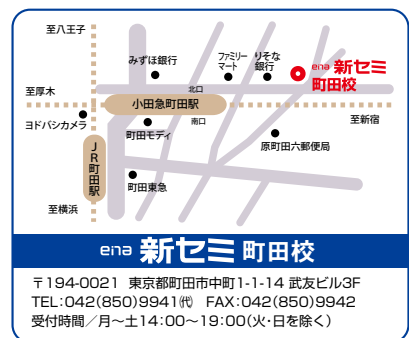 至八王子
みずほ銀行
ファミリー
マート
りそな
銀行
ena 新セミ
町田校
至厚木
北口
小田急町田駅
ヨドバシカメラ
町田モディ
南口
至新宿
原町田六郵便局
JR町田駅
町田東急
至横浜
ena 新セミ 町田校
〒194-0021 東京都町田市中町1-1-14 武友ビル3F
TEL:042(850)9941㈹ FAX:042(850)9942
受付時間／月～土14:00～19:00(火・日を除く)